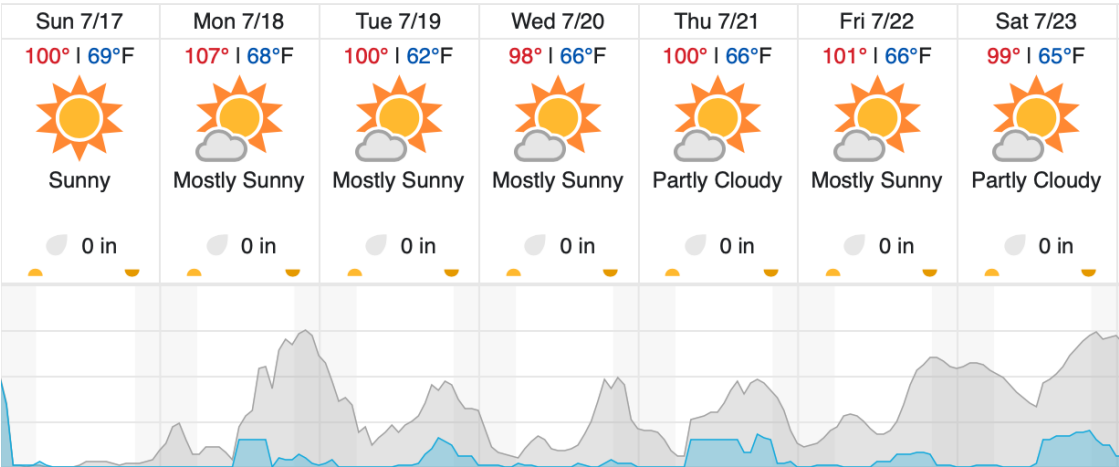 Sun 7/17 Mon 7/18 Tue 7/19 Wed 7/20 Thu 7/21 Fri 7/22 Sat 7/23
100° | 69°F 107° | 68°F 100° | 62°F 98° | 66°F 100° | 66°F 101° | 66°F 99° | 65°F
Sunny Mostly Sunny Mostly Sunny Mostly Sunny Partly Cloudy Mostly Sunny Partly Cloudy
0 in 0 in 0 in 0 in 0 in 0 in 0 in